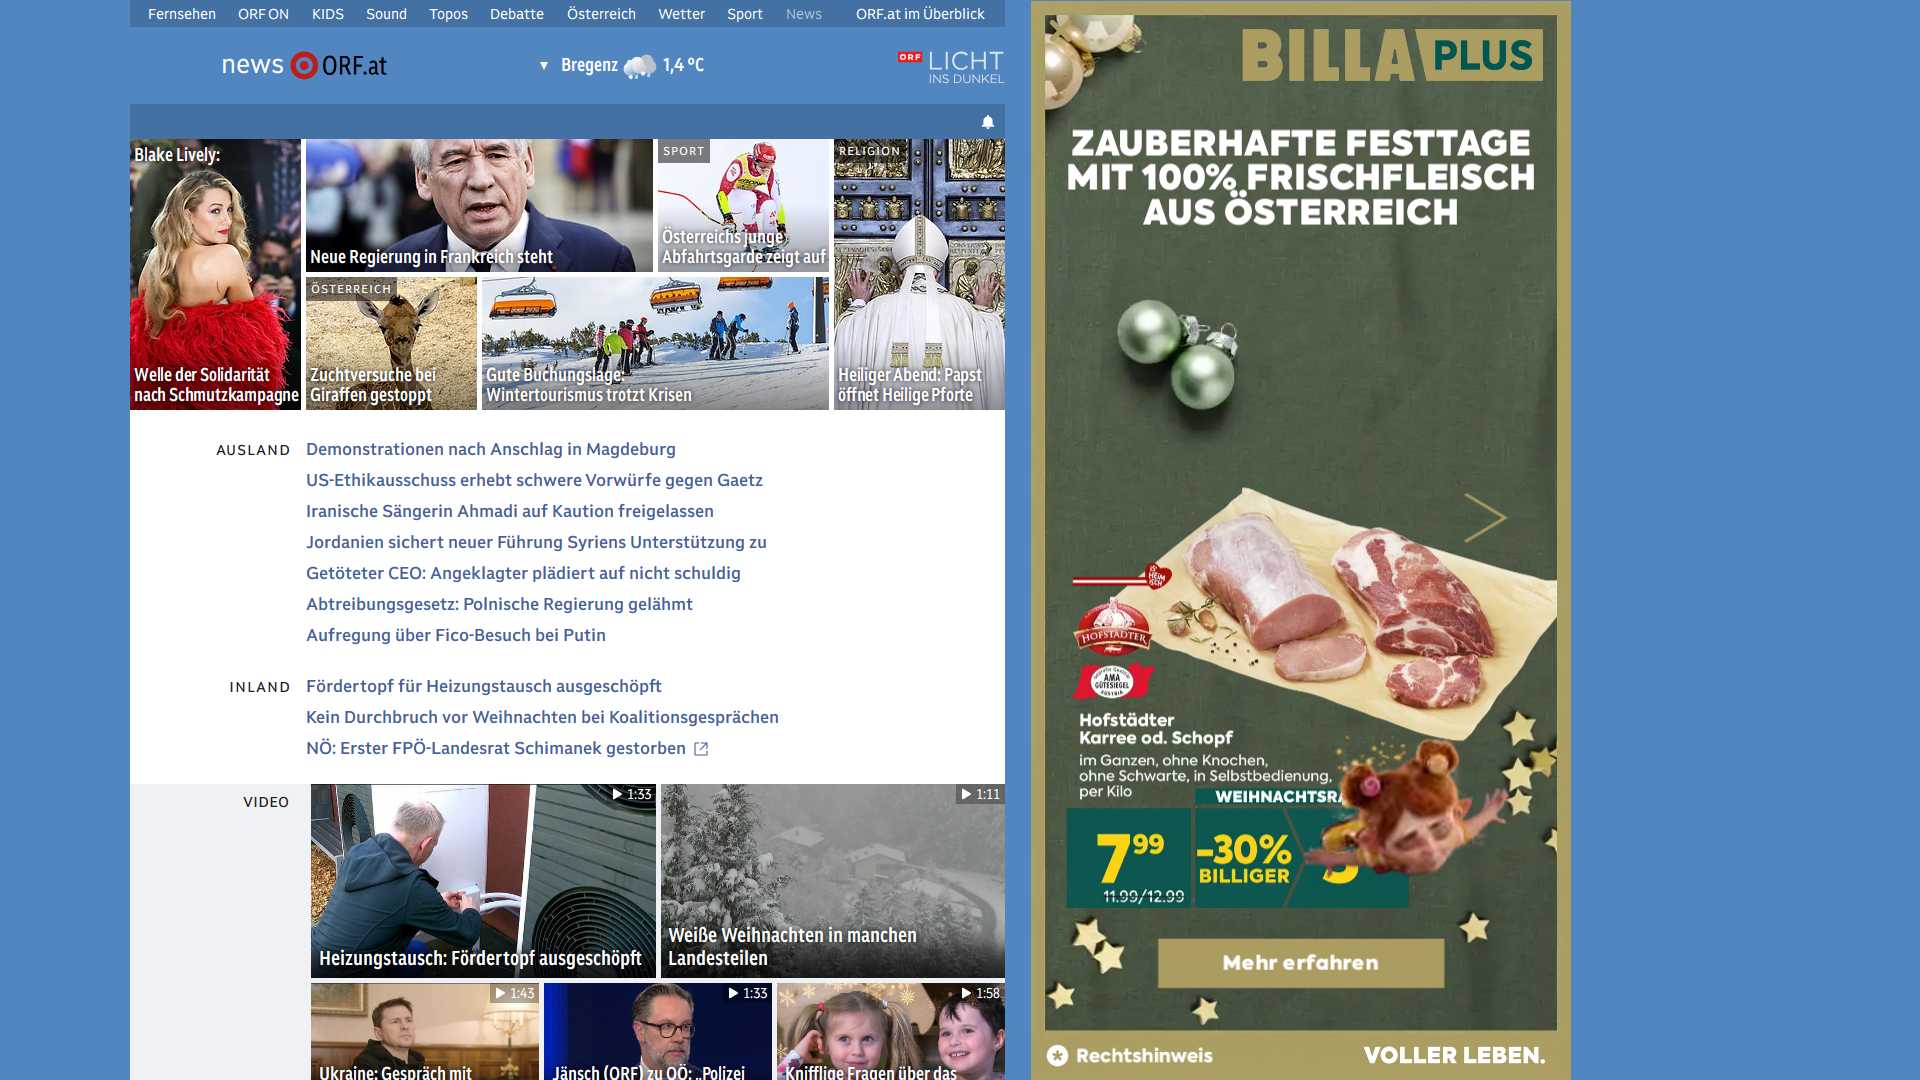 Fernsehen ORF ON KIDS Sound Topos Debatte Österreich Wetter Sport News ORF.at im Überblick
news ORF.at
Bregenz 1,4 °C
ORF LICHT
INS DUNKEL
Blake Lively:
Welle der Solidarität
nach Schmutzkampagne
Neue Regierung in Frankreich steht
SPORT
Österreichs junge
Abfahrtsgarde zeigt auf
RELIGION
Heiliger Abend: Papst
öffnet Heilige Pforte
ÖSTERREICH
Zuchtversuche bei
Giraffen gestoppt
Gute Buchungslage:
Wintertourismus trotzt Krisen
AUSLAND
Demonstrationen nach Anschlag in Magdeburg
US-Ethikausschuss erhebt schwere Vorwürfe gegen Gaetz
Iranische Sängerin Ahmadi auf Kaution freigelassen
Jordanien sichert neuer Führung Syriens Unterstützung zu
Getöteter CEO: Angeklagter plädiert auf nicht schuldig
Abtreibungsgesetz: Polnische Regierung gelähmt
Aufregung über Fico-Besuch bei Putin
INLAND
Fördertopf für Heizungstausch ausgeschöpft
Kein Durchbruch vor Weihnachten bei Koalitionsgesprächen
NÖ: Erster FPÖ-Landesrat Schimanek gestorben
VIDEO
1:33
Heizungstausch: Fördertopf ausgeschöpft
1:11
Weiße Weihnachten in manchen
Landesteilen
1:43
Ukraine: Gespräch mit
1:33
Jänsch (ORF) zu OÖ: „Polizei
1:58
Knifflige Fragen über das
BILLA PLUS
ZAUBERHAFTE FESTTAGE
MIT 100% FRISCHFLEISCH
AUS ÖSTERREICH
IS' HEIM ISCH
HOFSTÄDTER
AMA
GÜTESIEGEL
AUSTRIA
Hofstädter
Karree od. Schopf
im Ganzen, ohne Knochen,
ohne Schwarte, in Selbstbedienung,
per Kilo
WEIHNACHTSRA
7 99
11.99/12.99
-30%
BILLIGER
Mehr erfahren
Rechtshinweis
VOLLER LEBEN.